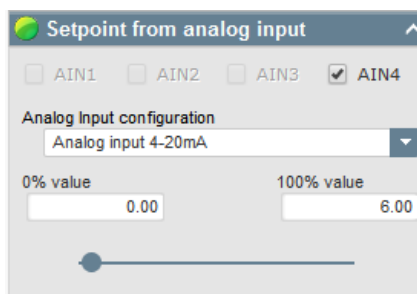 Setpoint from analog input
AIN1 AIN2 AIN3 AIN4
Analog Input configuration
Analog input 4-20mA
0% value 100% value
0.00 6.00